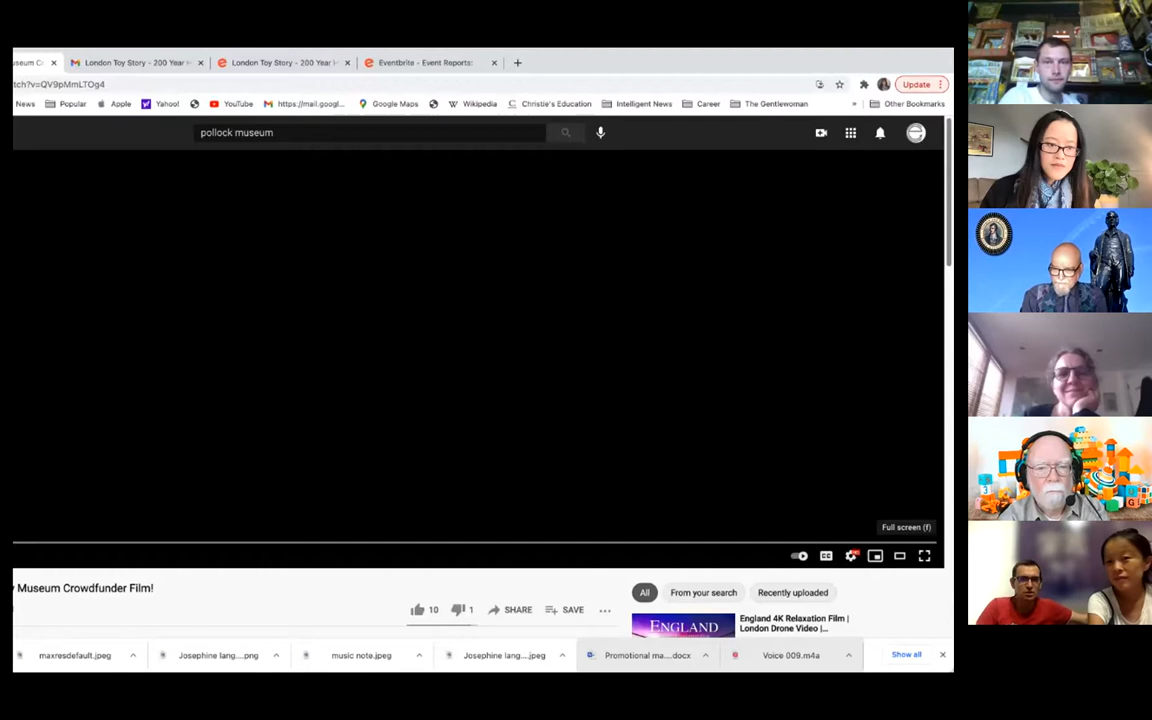 useum Cr
London Toy Story - 200 Year H
London Toy Story - 200 Year H
Eventbrite - Event Reports:
tch?v=QV9pMmLTOg4
Update
News
Popular
Apple
Yahoo!
YouTube
https://mail.googl...
Google Maps
Wikipedia
Christie's Education
Intelligent News
Career
The Gentlewoman
»
Other Bookmarks
pollock museum
Full screen (f)
y Museum Crowdfunder Film!
10
1
SHARE
SAVE
All
From your search
Recently uploaded
ENGLAND
England 4K Relaxation Film |
London Drone Video |...
maxresdefault.jpeg
Josephine lang....png
music note.jpeg
Josephine lang....jpeg
Promotional ma....docx
Voice 009.m4a
Show all